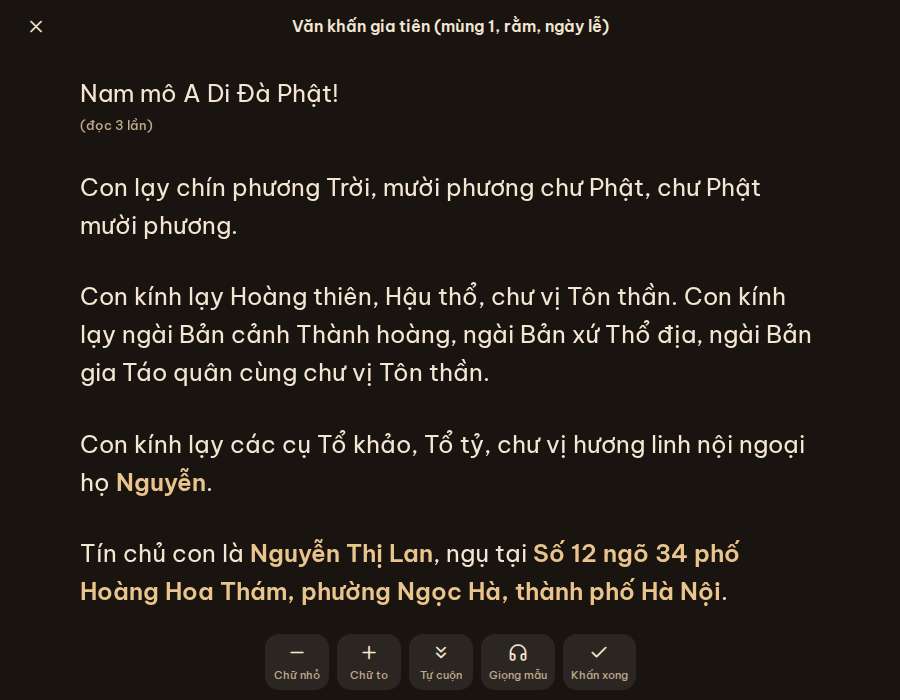 Văn khấn gia tiên (mùng 1, rằm, ngày lễ)
Nam mô A Di Đà Phật!
(đọc 3 lần)
Con lạy chín phương Trời, mười phương chư Phật, chư Phật
mười phương.
Con kính lạy Hoàng thiên, Hậu thổ, chư vị Tôn thần. Con kính
lạy ngài Bản cảnh Thành hoàng, ngài Bản xứ Thổ địa, ngài Bản
gia Táo quân cùng chư vị Tôn thần.
Con kính lạy các cụ Tổ khảo, Tổ tỷ, chư vị hương linh nội ngoại
họ Nguyễn.
Tín chủ con là Nguyễn Thị Lan, ngụ tại Số 12 ngõ 34 phố
Hoàng Hoa Thám, phường Ngọc Hà, thành phố Hà Nội.
Chữ nhỏ Chữ to Tự cuộn Giọng mẫu Khấn xong